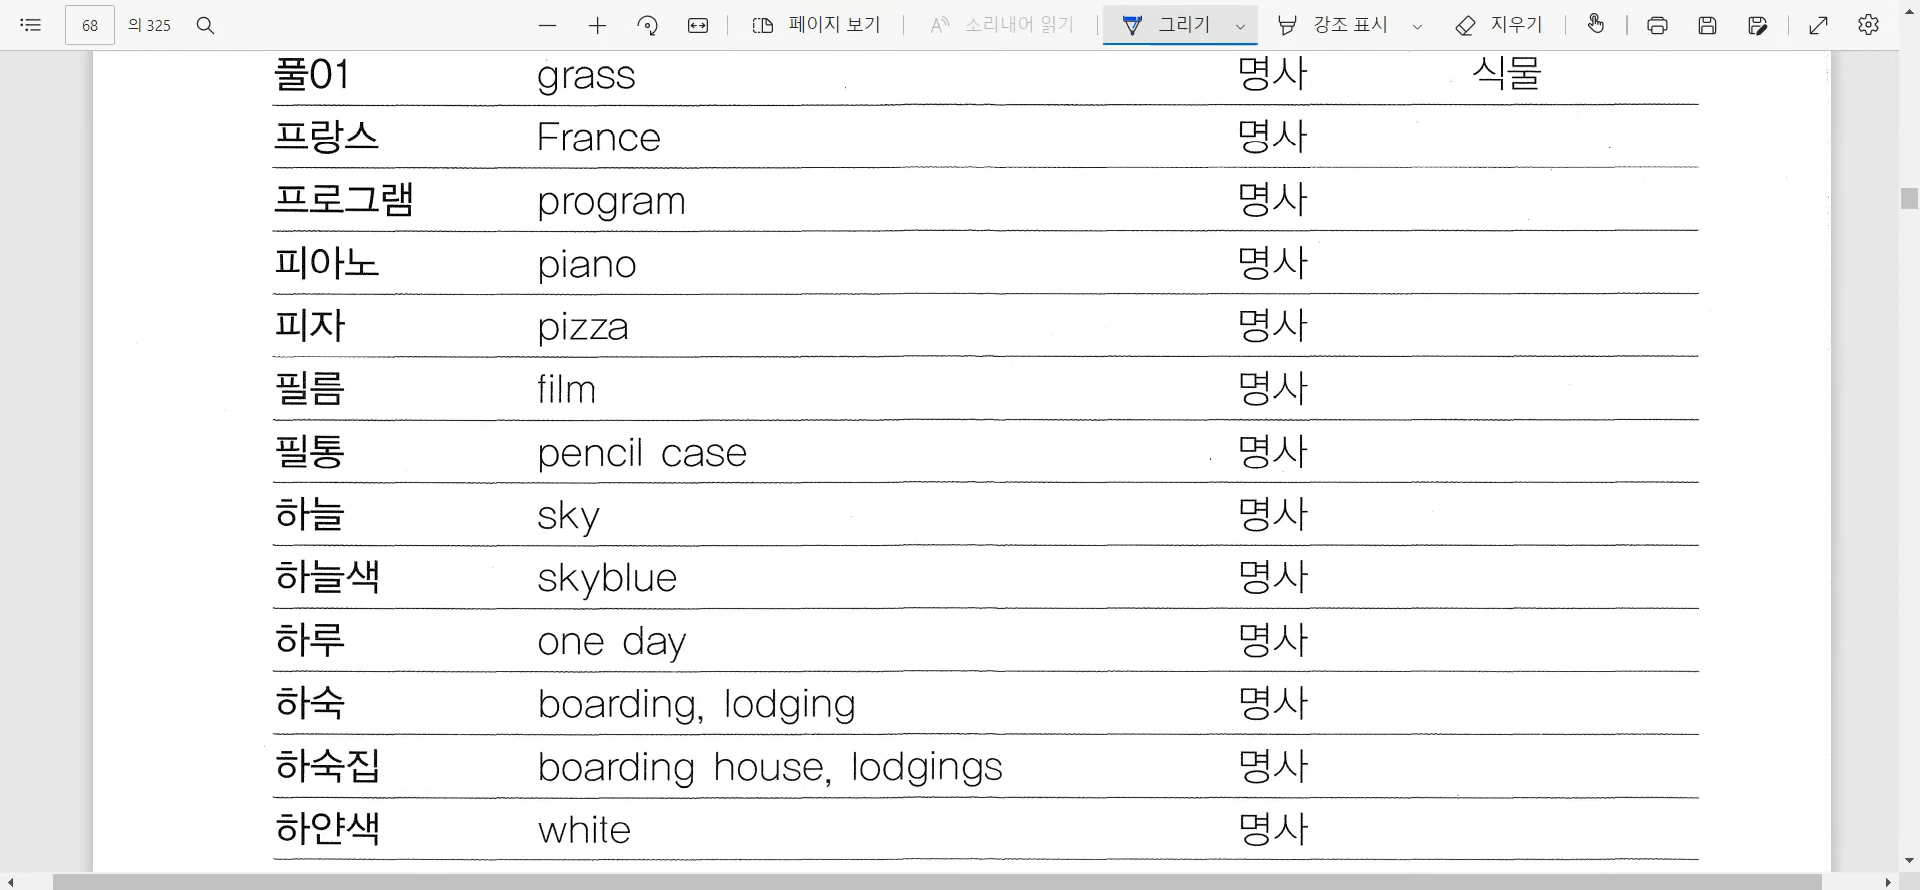 68 의 325 페이지 보기 소리내어 읽기 그리기 강조 표시 지우기
풀01 grass 명사 식물
프랑스 France 명사
프로그램 program 명사
피아노 piano 명사
피자 pizza 명사
필름 film 명사
필통 pencil case 명사
하늘 sky 명사
하늘색 skyblue 명사
하루 one day 명사
하숙 boarding, lodging 명사
하숙집 boarding house, lodgings 명사
하얀색 white 명사